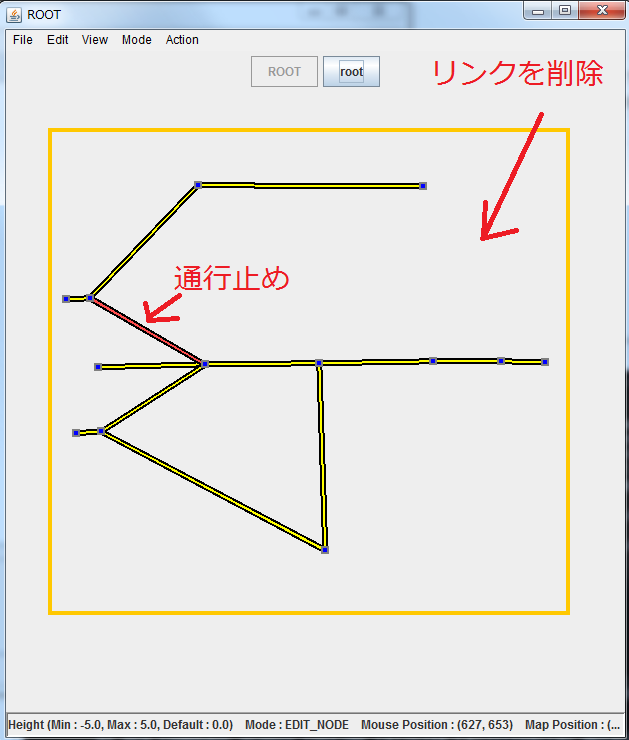 ROOT
File Edit View Mode Action
ROOT root
リンクを削除
通行止め
Height (Min : -5.0, Max : 5.0, Default : 0.0) Mode : EDIT_NODE Mouse Position : (627, 653) Map Position : (...